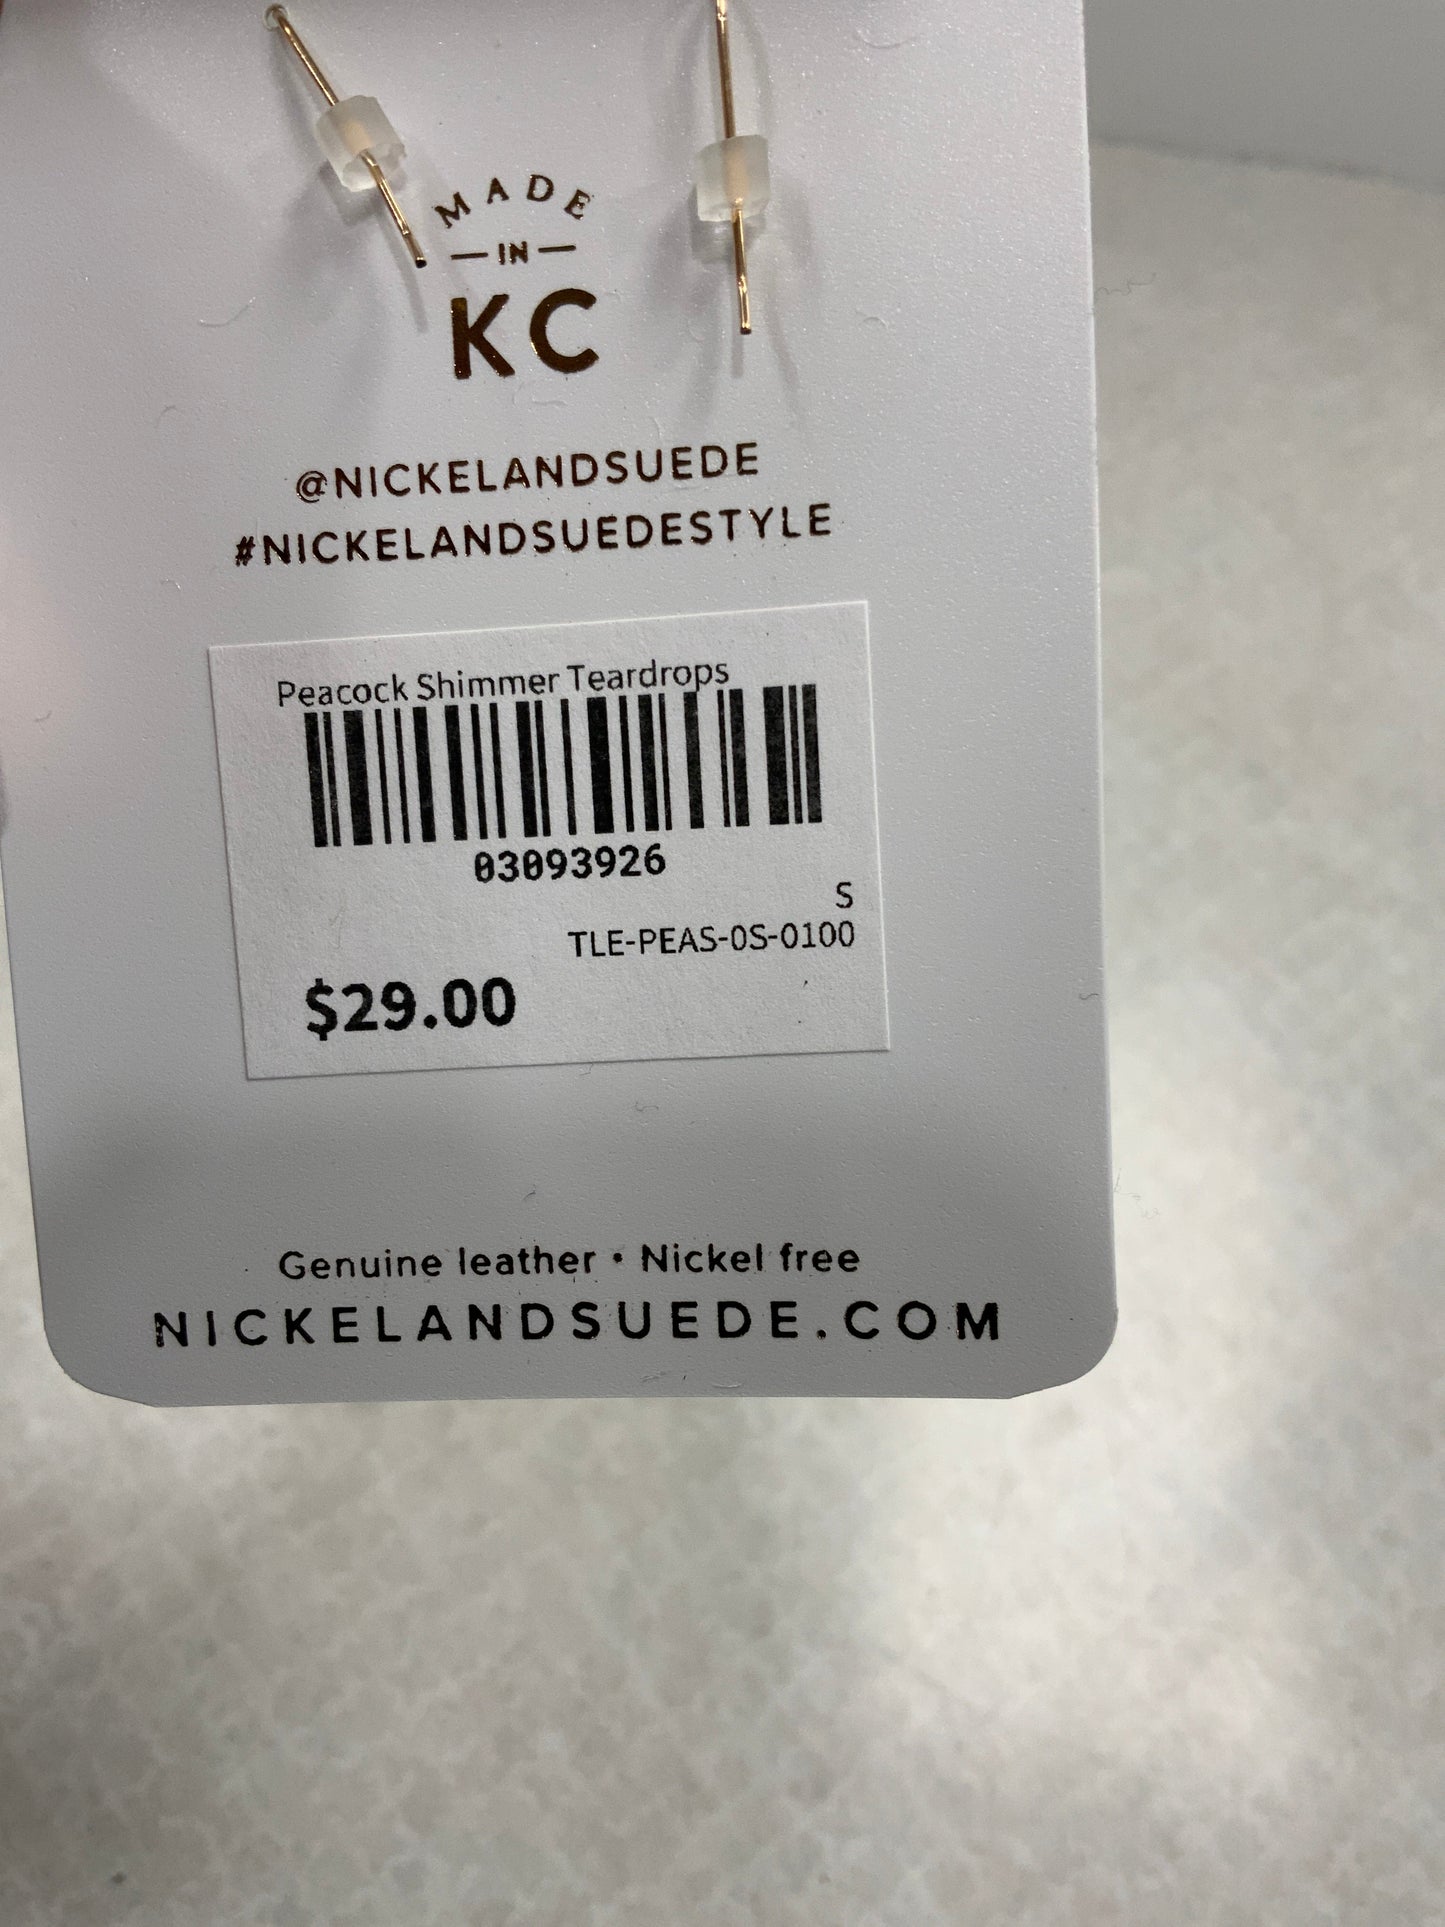 MADE
IN
KC
@NICKELANDSUEDE
#NICKELANDSUEDESTYLE
Peacock Shimmer Teardrops
03093926
S
TLE-PEAS-0S-0100
$29.00
Genuine leather • Nickel free
NICKELANDSUEDE.COM